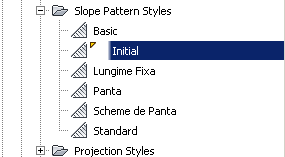 Slope Pattern Styles
Basic
Initial
Lungime Fixa
Panta
Scheme de Panta
Standard
Projection Styles